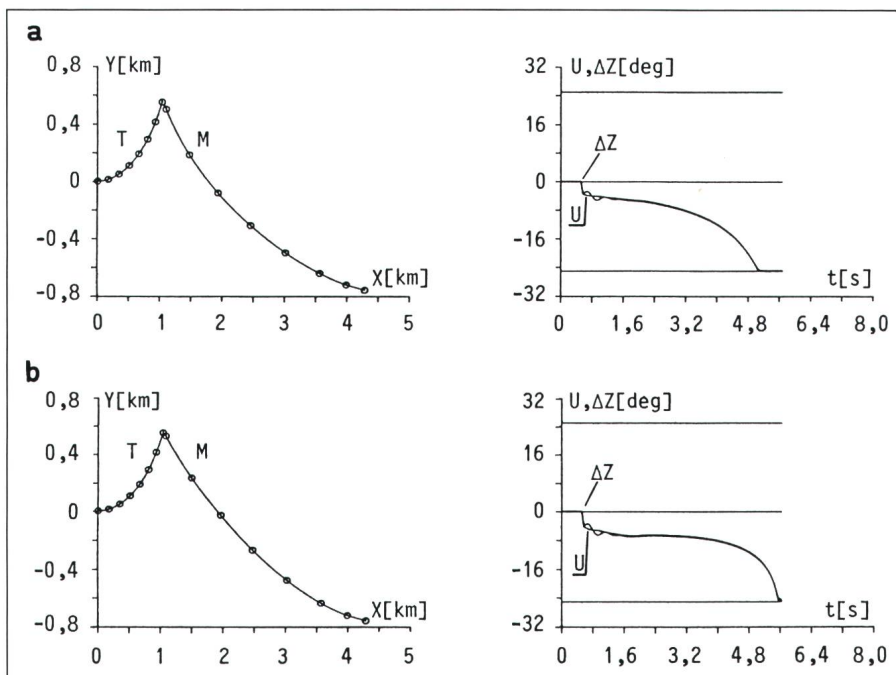 a
Y[km]
0,8
0,4
0
-0,4
-0,8
T
M
X[km]
0 1 2 3 4 5
U,ΔZ[deg]
32
16
0
-16
-32
ΔZ
U
t[s]
0 1,6 3,2 4,8 6,4 8,0
b
Y[km]
0,8
0,4
0
-0,4
-0,8
T
M
X[km]
0 1 2 3 4 5
U,ΔZ[deg]
32
16
0
-16
-32
ΔZ
U
t[s]
0 1,6 3,2 4,8 6,4 8,0